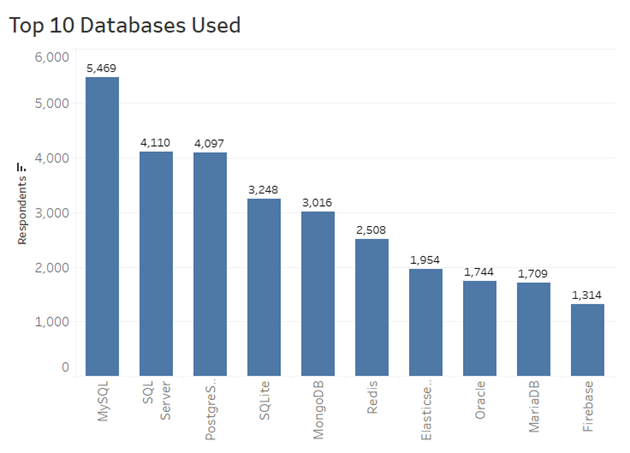 Top 10 Databases Used
Respondents
6,000
5,000
4,000
3,000
2,000
1,000
0
5,469
4,110
4,097
3,248
3,016
2,508
1,954
1,744
1,709
1,314
MySQL
SQL
Server
PostgreS..
SQLite
MongoDB
Redis
Elasticse..
Oracle
MariaDB
Firebase